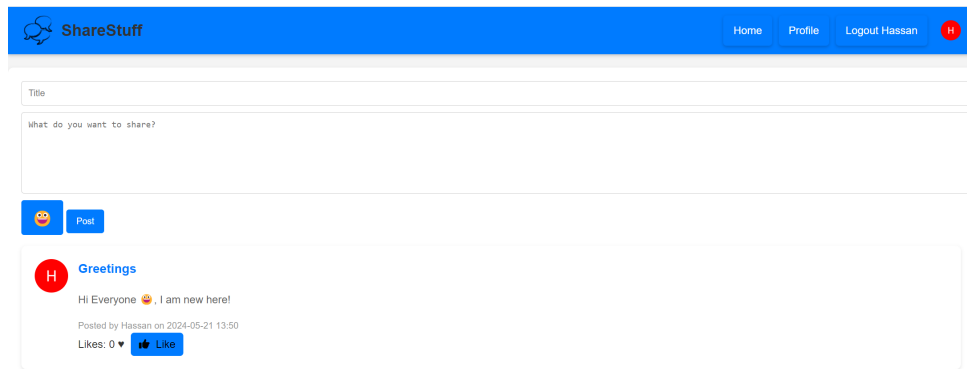 ShareStuff
Home Profile Logout Hassan H
Title
What do you want to share?
Post
H
Greetings
Hi Everyone 😀, I am new here!
Posted by Hassan on 2024-05-21 13:50
Likes: 0 ♥ Like